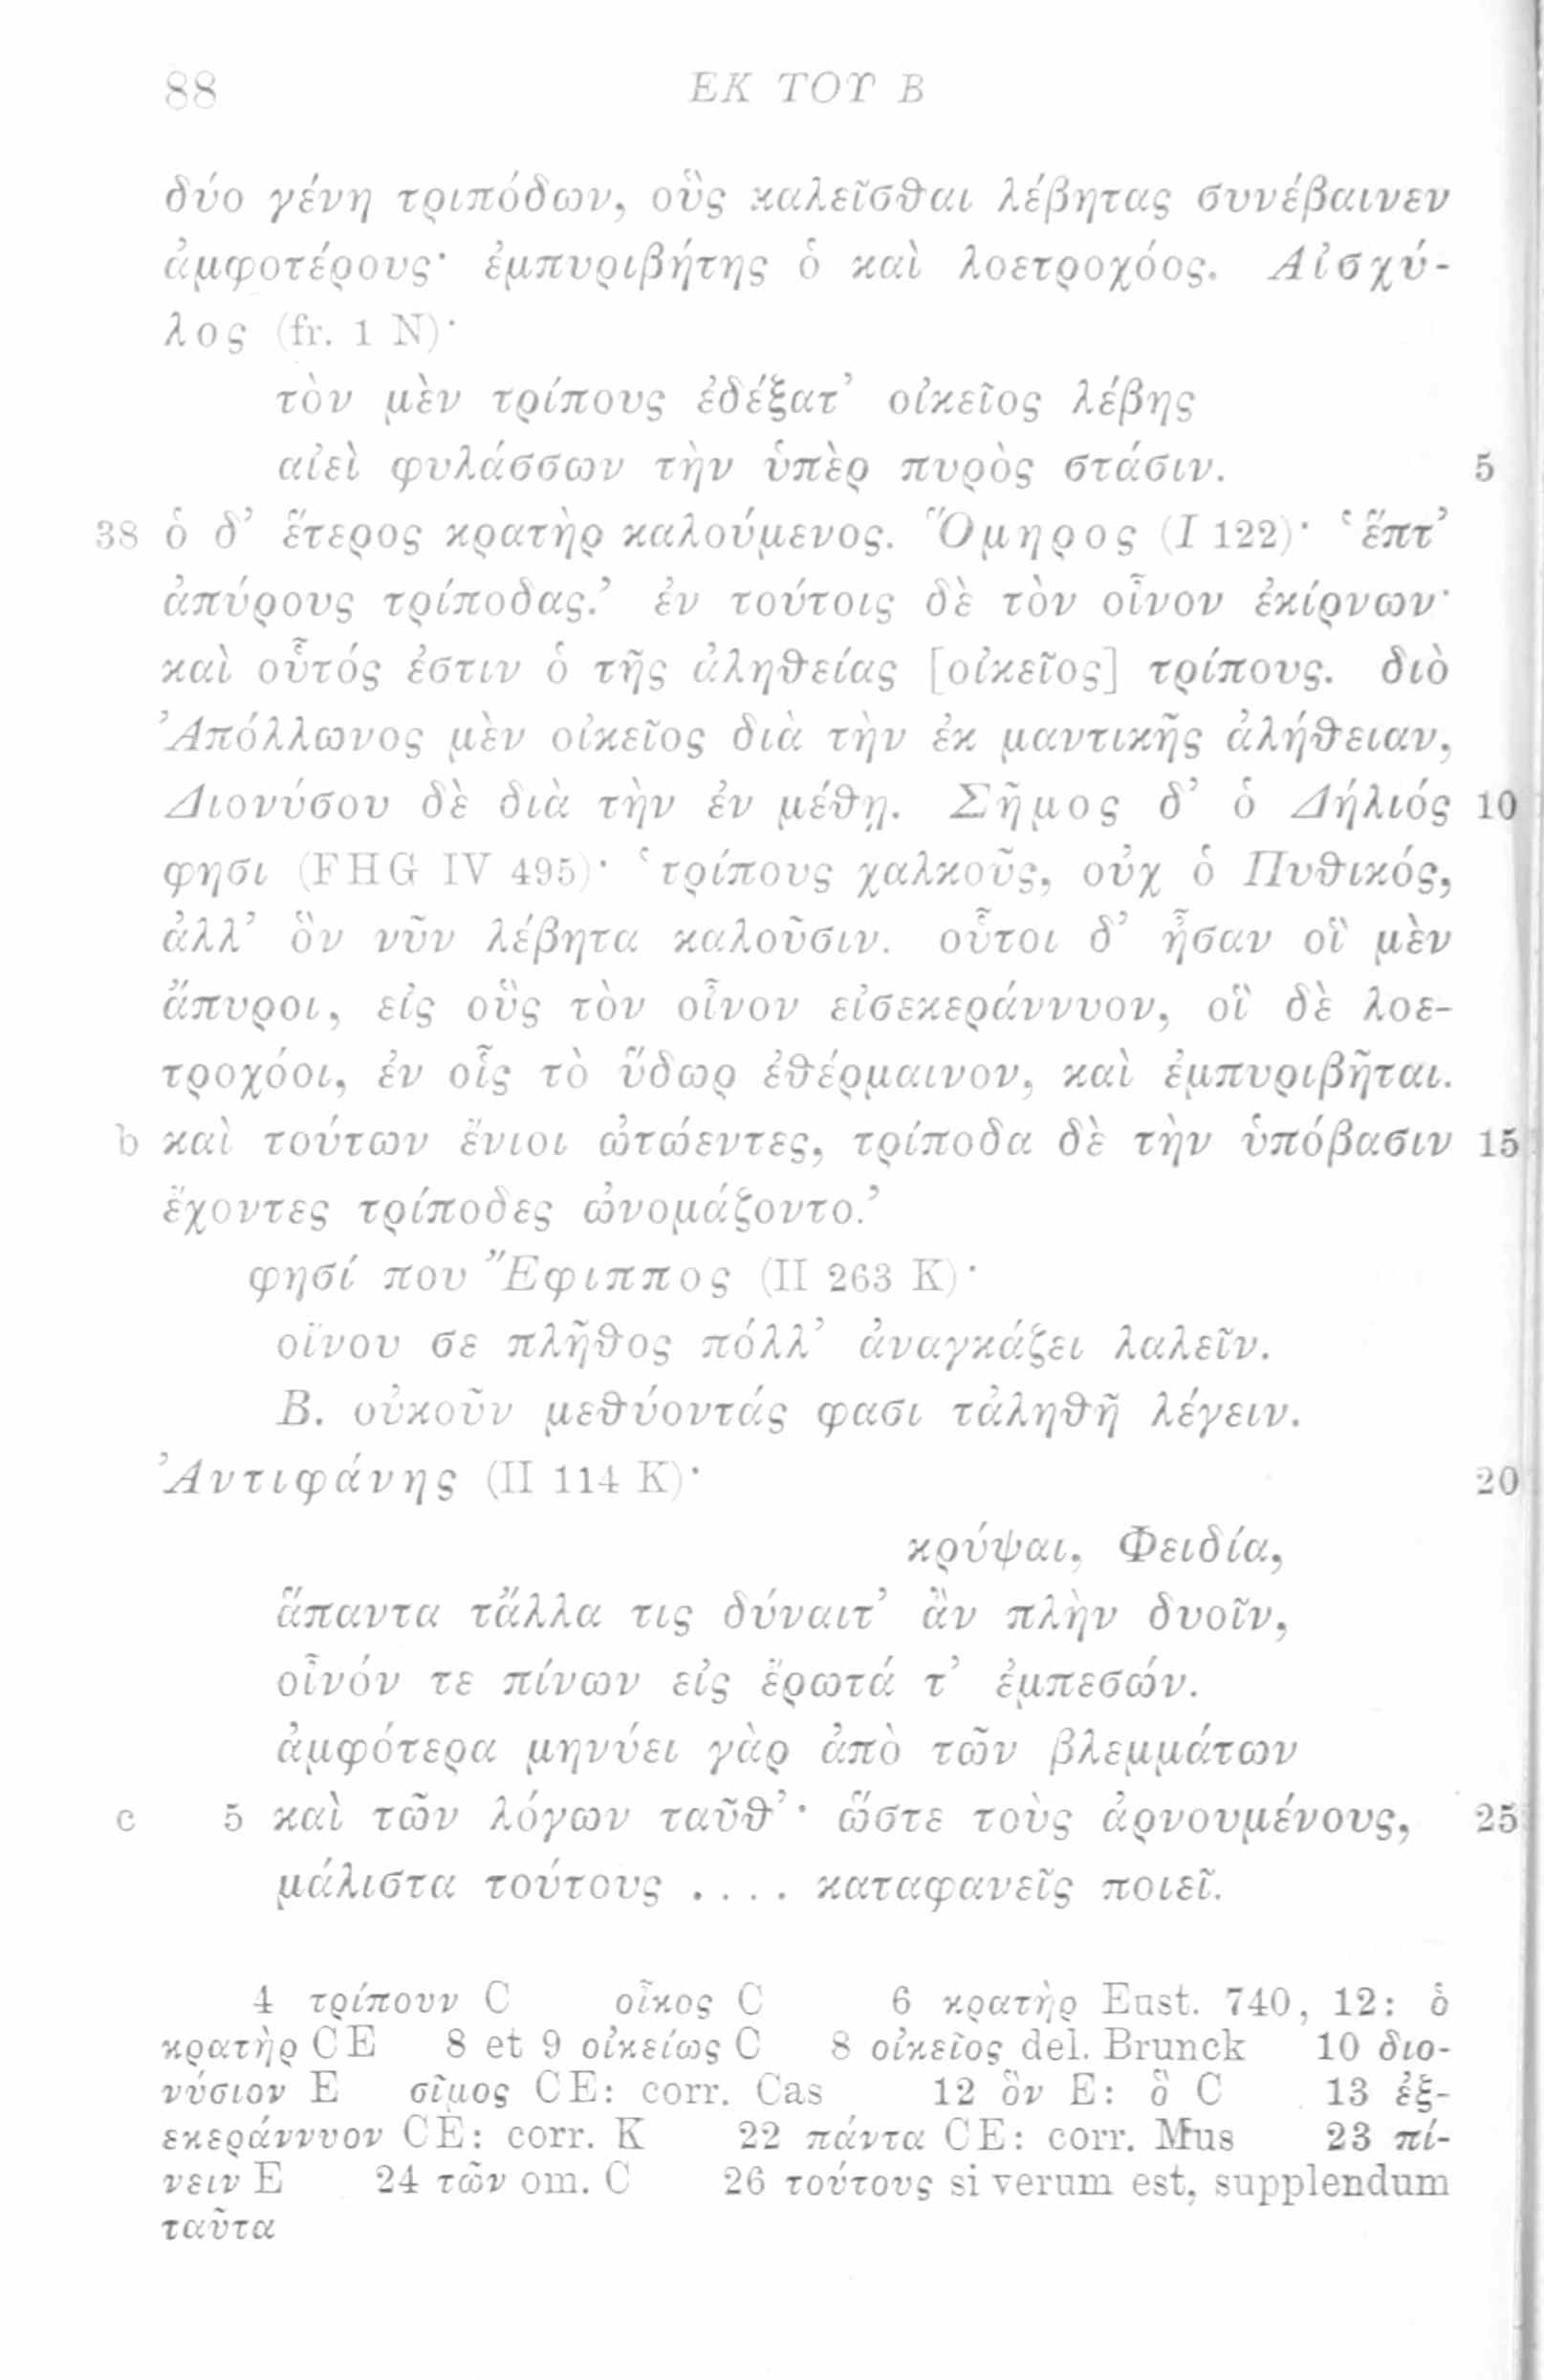 88 ΕΚ ΤΟΥ Β
δύο γένη τριπόδων, οὓς καλεῖσθαι λέβητας συνέβαινεν
ἀμφοτέρους· ἐμπυριβήτης ὁ καὶ λοετροχόος. Αἰσχύ-
λος (fr. 1 N)·
τὸν μὲν τρίπους ἐδέξατ’ οἰκεῖος λέβης
αἰεὶ φυλάσσων τὴν ὑπὲρ πυρὸς στάσιν. 5
38 ὁ δ’ ἕτερος κρατὴρ καλούμενος. Ὅμηρος (I 122)· ‘ἕπτ’
ἀπύρους τρίποδας.’ ἐν τούτοις δὲ τὸν οἶνον ἐκίρνων·
καὶ οὗτός ἐστιν ὁ τῆς ἀληθείας [οἰκεῖος] τρίπους. διὸ
Ἀπόλλωνος μὲν οἰκεῖος διὰ τὴν ἐκ μαντικῆς ἀλήθειαν,
Διονύσου δὲ διὰ τὴν ἐν μέθῃ. Σῆμος δ’ ὁ Δήλιός 10
φησι (FHG IV 495)· ‘τρίπους χαλκοῦς, οὐχ ὁ Πυθικός,
ἀλλ’ ὃν νῦν λέβητα καλοῦσιν. οὗτοι δ’ ἦσαν οἳ μὲν
ἄπυροι, εἰς οὓς τὸν οἶνον εἰσεκεράννυον, οἳ δὲ λοε-
τροχόοι, ἐν οἷς τὸ ὕδωρ ἐθέρμαινον, καὶ ἐμπυριβῆται.
b καὶ τούτων ἔνιοι ὠτώεντες, τρίποδα δὲ τὴν ὑπόβασιν 15
ἔχοντες τρίποδες ὠνομάζοντο.’
φησί που Ἔφιππος (II 263 K)·
οἴνου σε πλῆθος πόλλ’ ἀναγκάζει λαλεῖν.
Β. οὐκοῦν μεθύοντάς φασι τἀληθῆ λέγειν.
Ἀντιφάνης (II 114 K)· 20
κρύψαι, Φειδία,
ἅπαντα τἄλλα τις δύναιτ’ ἂν πλὴν δυοῖν,
οἶνόν τε πίνων εἰς ἔρωτά τ’ ἐμπεσών.
ἀμφότερα μηνύει γὰρ ἀπὸ τῶν βλεμμάτων
c 5 καὶ τῶν λόγων ταῦθ’· ὥστε τοὺς ἀρνουμένους, 25
μάλιστα τούτους .... καταφανεῖς ποιεῖ.
4 τρίπουν C οἶκος C 6 κρατὴρ Eust. 740, 12: ὁ
κρατὴρ CE 8 et 9 οἰκείως C 8 οἰκεῖος del. Brunck 10 διο-
νύσιον E σῖμος CE: corr. Cas 12 ὃν E: ὃ C 13 ἐξ-
εκεράννυον CE: corr. K 22 πάντα CE: corr. Mus 23 πί-
νειν E 24 τῶν om. C 26 τούτους si verum est, supplendum
ταῦτα